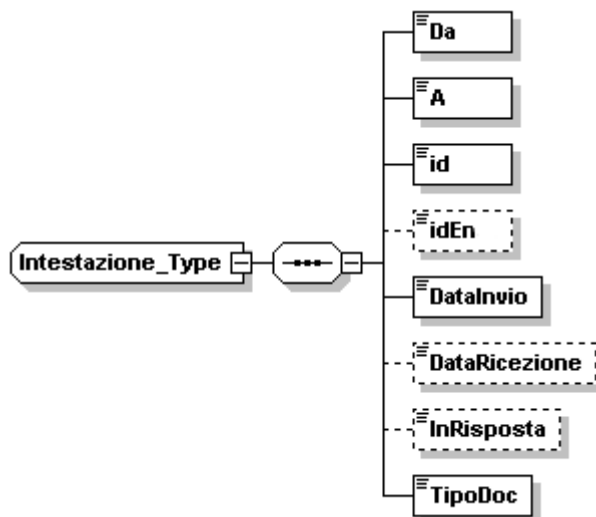 Da
A
id
idEn
Intestazione_Type
DataInvio
DataRicezione
InRisposta
TipoDoc